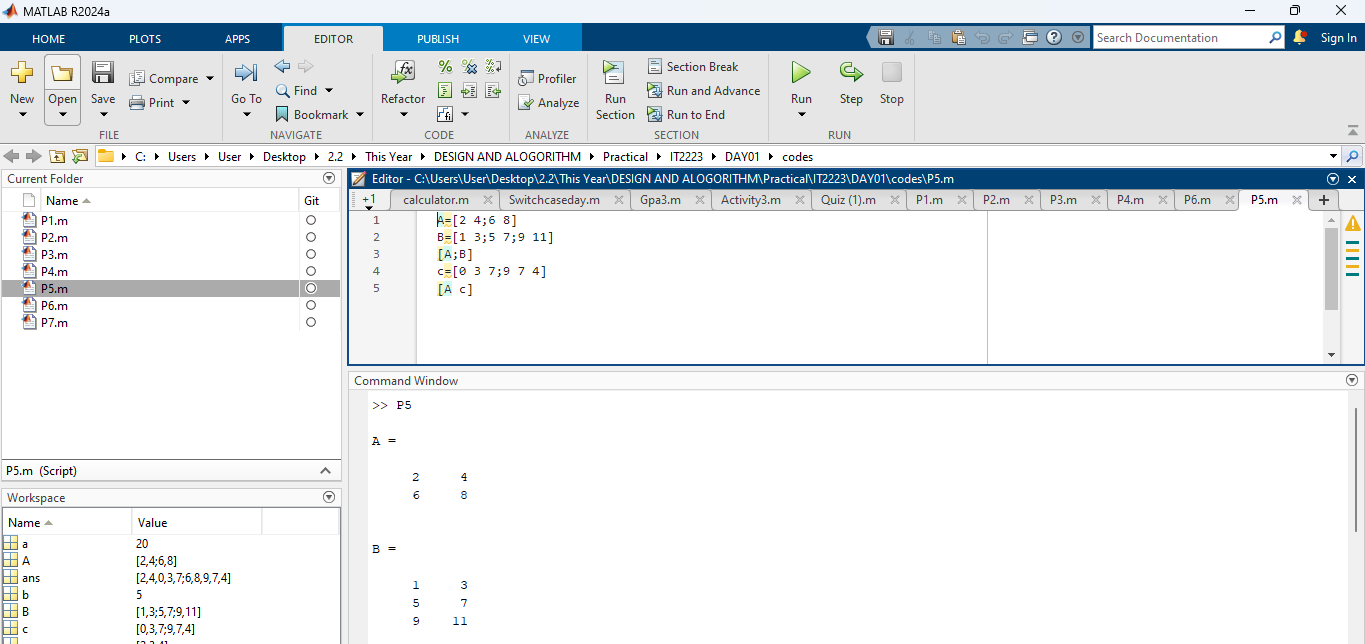 MATLAB R2024a
HOME PLOTS APPS EDITOR PUBLISH VIEW Search Documentation Sign In
New Open Save Compare Print Go To Find Bookmark Refactor Profiler Analyze Run Section Section Break Run and Advance Run to End Run Step Stop
FILE NAVIGATE CODE ANALYZE SECTION RUN
C: Users User Desktop 2.2 This Year DESIGN AND ALOGORITHM Practical IT2223 DAY01 codes
Current Folder
Name Git
P1.m
P2.m
P3.m
P4.m
P5.m
P6.m
P7.m
P5.m (Script)
Workspace
Name Value
a 20
A [2,4;6,8]
ans [2,4,0,3,7;6,8,9,7,4]
b 5
B [1,3;5,7;9,11]
c [0,3,7;9,7,4]
Editor - C:\Users\User\Desktop\2.2\This Year\DESIGN AND ALOGORITHM\Practical\IT2223\DAY01\codes\P5.m
+1 calculator.m Switchcaseday.m Gpa3.m Activity3.m Quiz (1).m P1.m P2.m P3.m P4.m P6.m P5.m
1 A=[2 4;6 8]
2 B=[1 3;5 7;9 11]
3 [A;B]
4 c=[0 3 7;9 7 4]
5 [A c]
Command Window
>> P5
A =
2 4
6 8
B =
1 3
5 7
9 11